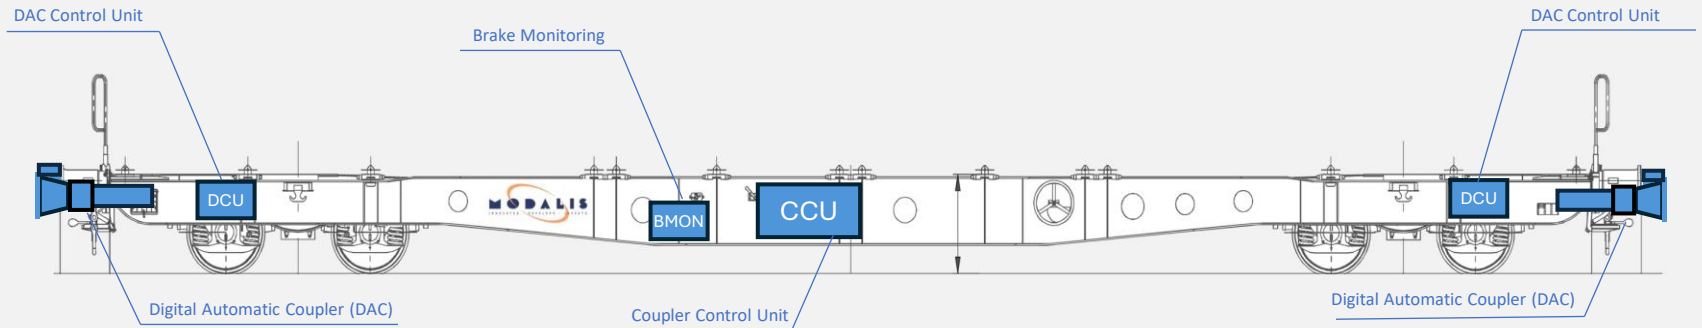 DAC Control Unit
Brake Monitoring
DAC Control Unit
DCU
MODALIS
BMON
CCU
DCU
Digital Automatic Coupler (DAC)
Coupler Control Unit
Digital Automatic Coupler (DAC)